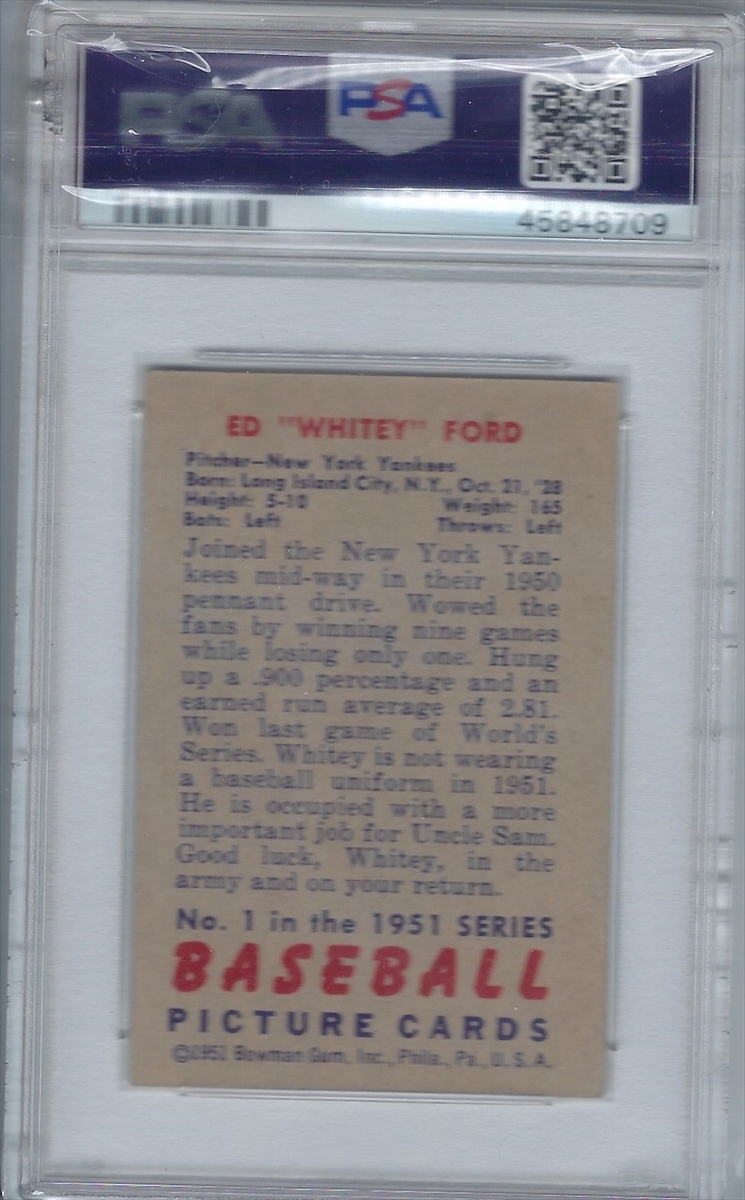 PSA PSA
45848709
ED "WHITEY" FORD
Pitcher—New York Yankees
Born: Long Island City, N.Y., Oct. 21, '28
Height: 5-10 Weight: 165
Bats: Left Throws: Left
Joined the New York Yan-
kees mid-way in their 1950
pennant drive. Wowed the
fans by winning nine games
while losing only one. Hung
up a .900 percentage and an
earned run average of 2.81.
Won last game of World's
Series. Whitey is not wearing
a baseball uniform in 1951.
He is occupied with a more
important job for Uncle Sam.
Good luck, Whitey, in the
army and on your return.
No. 1 in the 1951 SERIES
BASEBALL
PICTURE CARDS
©1951 Bowman Gum, Inc., Phila., Pa., U.S.A.